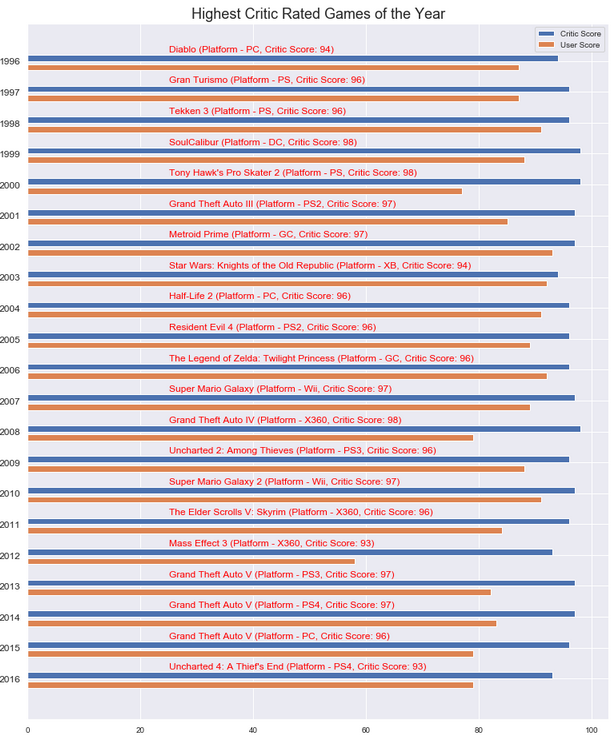 Highest Critic Rated Games of the Year
Critic Score
User Score
Diablo (Platform - PC, Critic Score: 94)
1996
Gran Turismo (Platform - PS, Critic Score: 96)
1997
Tekken 3 (Platform - PS, Critic Score: 96)
1998
SoulCalibur (Platform - DC, Critic Score: 98)
1999
Tony Hawk's Pro Skater 2 (Platform - PS, Critic Score: 98)
2000
Grand Theft Auto III (Platform - PS2, Critic Score: 97)
2001
Metroid Prime (Platform - GC, Critic Score: 97)
2002
Star Wars: Knights of the Old Republic (Platform - XB, Critic Score: 94)
2003
Half-Life 2 (Platform - PC, Critic Score: 96)
2004
Resident Evil 4 (Platform - PS2, Critic Score: 96)
2005
The Legend of Zelda: Twilight Princess (Platform - GC, Critic Score: 96)
2006
Super Mario Galaxy (Platform - Wii, Critic Score: 97)
2007
Grand Theft Auto IV (Platform - X360, Critic Score: 98)
2008
Uncharted 2: Among Thieves (Platform - PS3, Critic Score: 96)
2009
Super Mario Galaxy 2 (Platform - Wii, Critic Score: 97)
2010
The Elder Scrolls V: Skyrim (Platform - X360, Critic Score: 96)
2011
Mass Effect 3 (Platform - X360, Critic Score: 93)
2012
Grand Theft Auto V (Platform - PS3, Critic Score: 97)
2013
Grand Theft Auto V (Platform - PS4, Critic Score: 97)
2014
Grand Theft Auto V (Platform - PC, Critic Score: 96)
2015
Uncharted 4: A Thief's End (Platform - PS4, Critic Score: 93)
2016
0 20 40 60 80 100